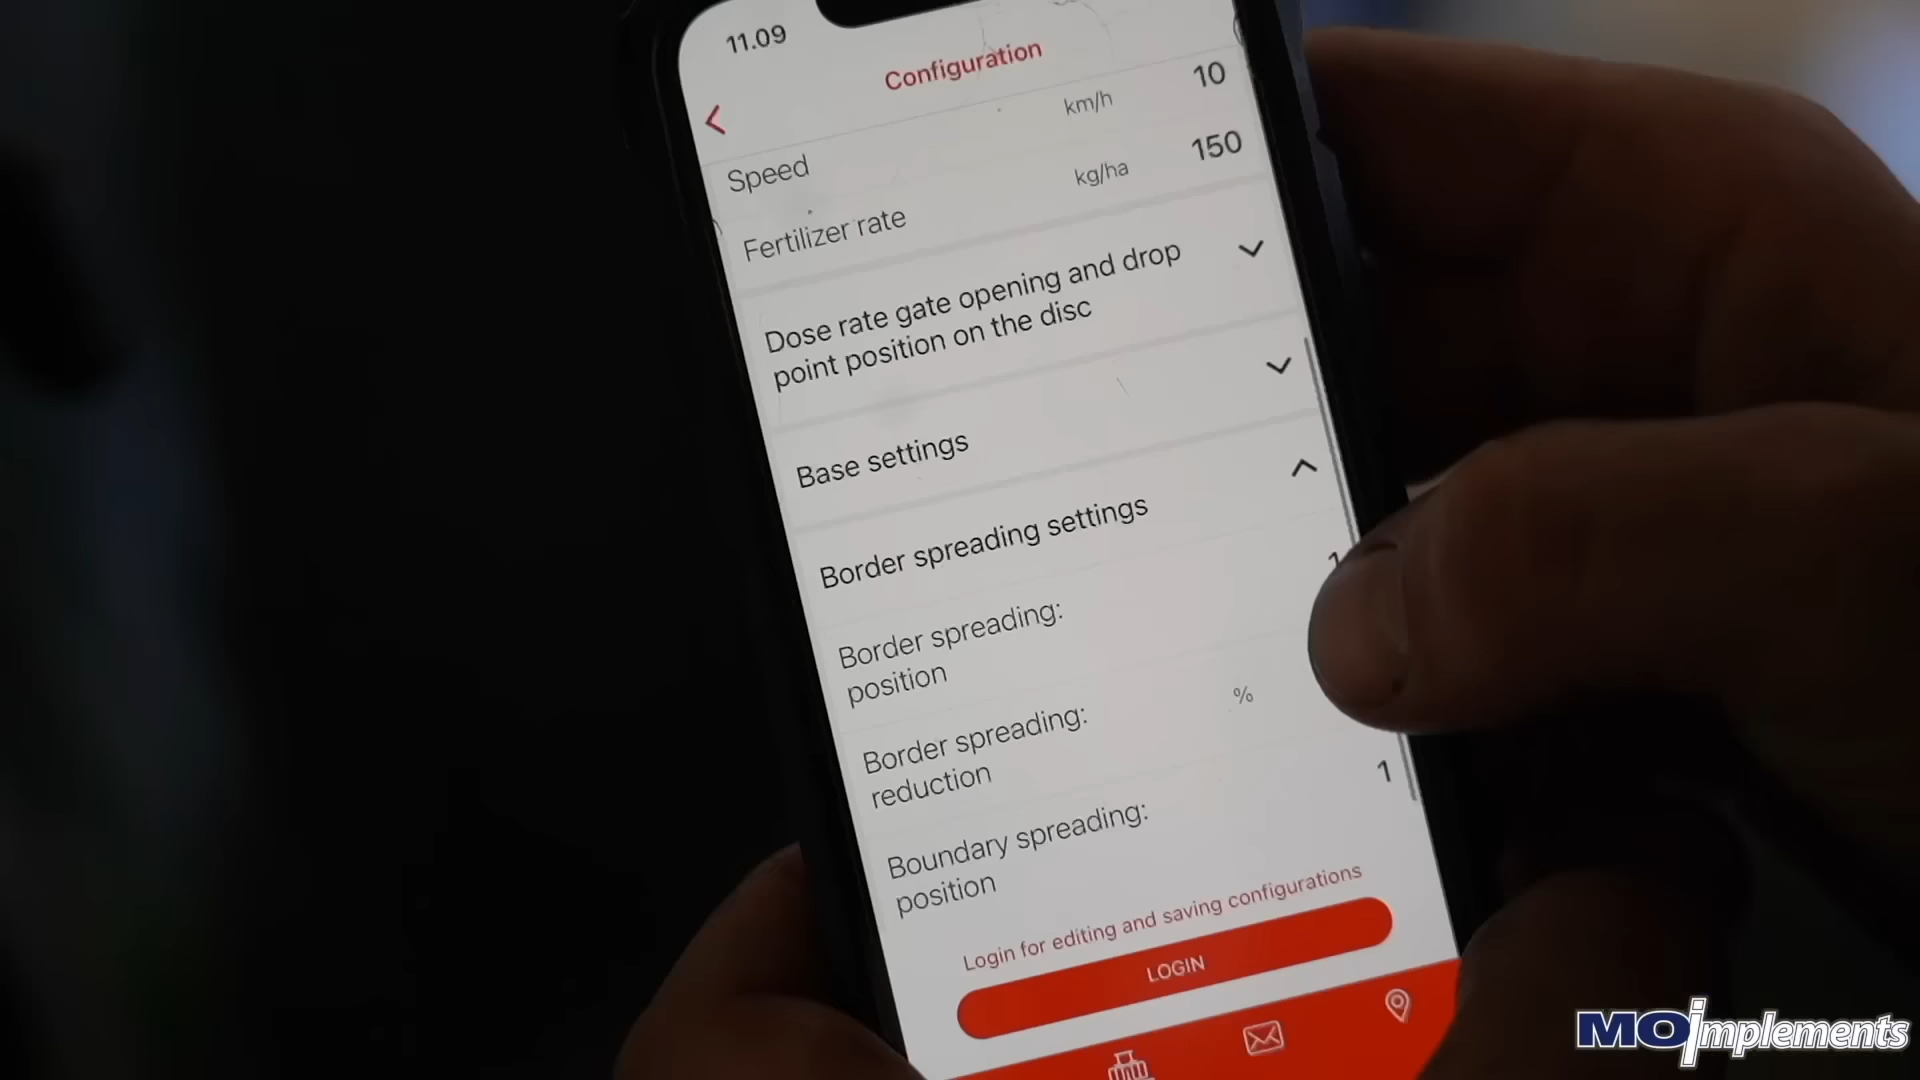 11.09
Configuration
Speed km/h 10
Fertilizer rate kg/ha 150
Dose rate gate opening and drop
point position on the disc
Base settings
Border spreading settings
Border spreading:
position
Border spreading: %
reduction
Boundary spreading: 1
position
Login for editing and saving configurations
LOGIN
MOimplements